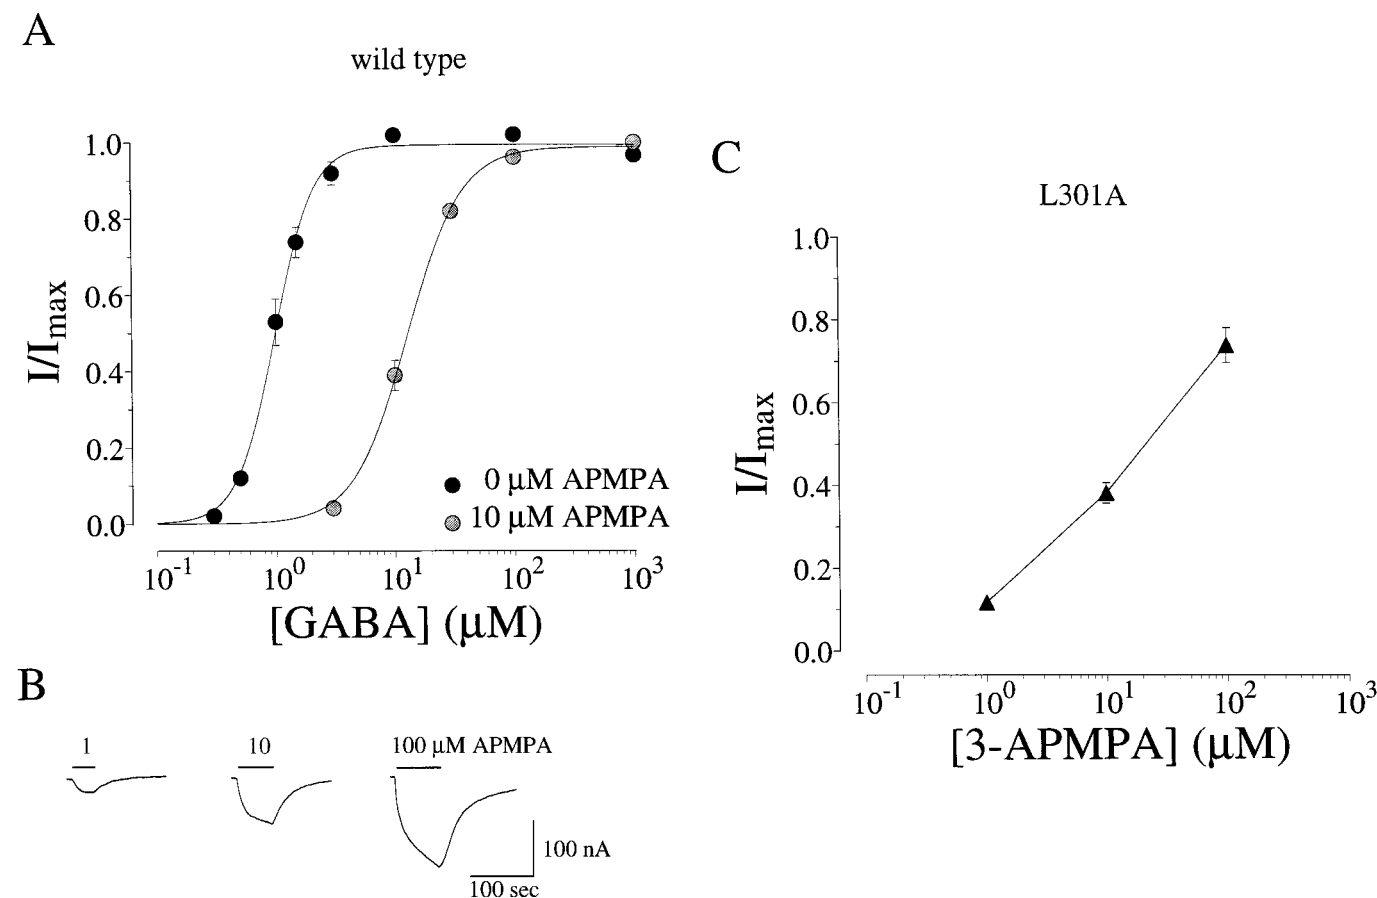 A
wild type
1.0
0.8
0.6
0.4
0.2
0.0
I/Imax
0 μM APMPA
10 μM APMPA
10-1 100 101 102 103
[GABA] (μM)
B
1 10 100 μM APMPA
100 nA
100 sec
C
L301A
1.0
0.8
0.6
0.4
0.2
0.0
I/Imax
10-1 100 101 102 103
[3-APMPA] (μM)